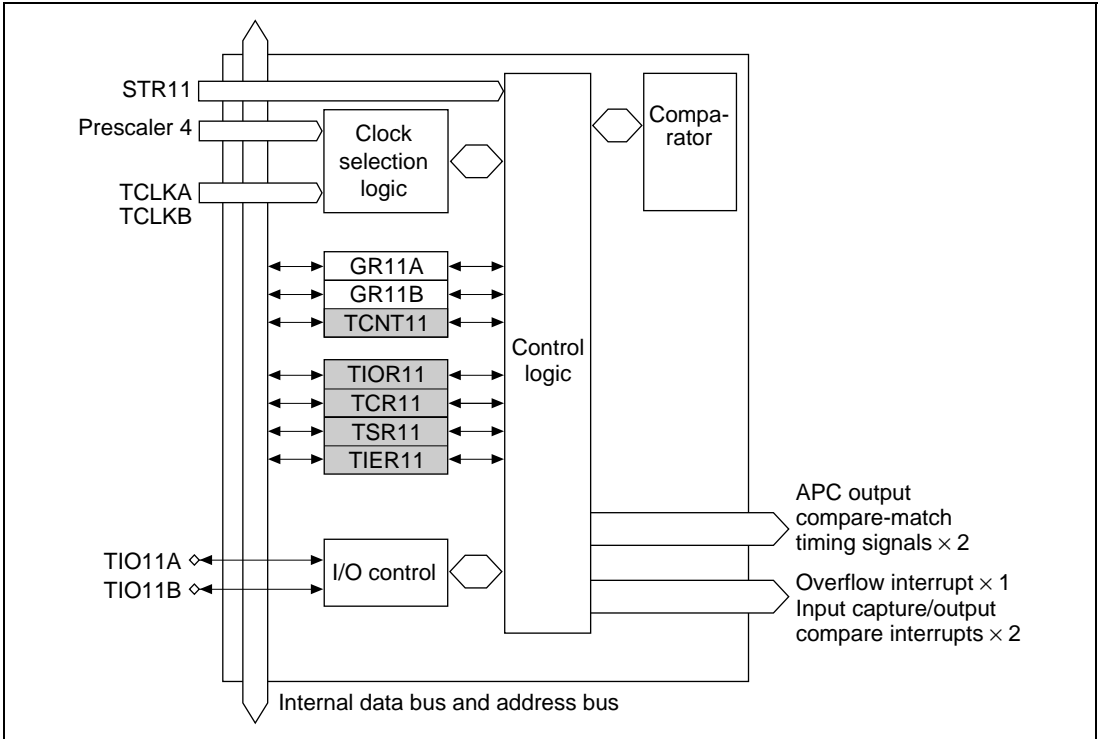 STR11
Prescaler 4
TCLKA
TCLKB
Clock
selection
logic
Compa-
rator
GR11A
GR11B
TCNT11
Control
logic
TIOR11
TCR11
TSR11
TIER11
TIO11A
TIO11B
I/O control
APC output
compare-match
timing signals × 2
Overflow interrupt × 1
Input capture/output
compare interrupts × 2
Internal data bus and address bus